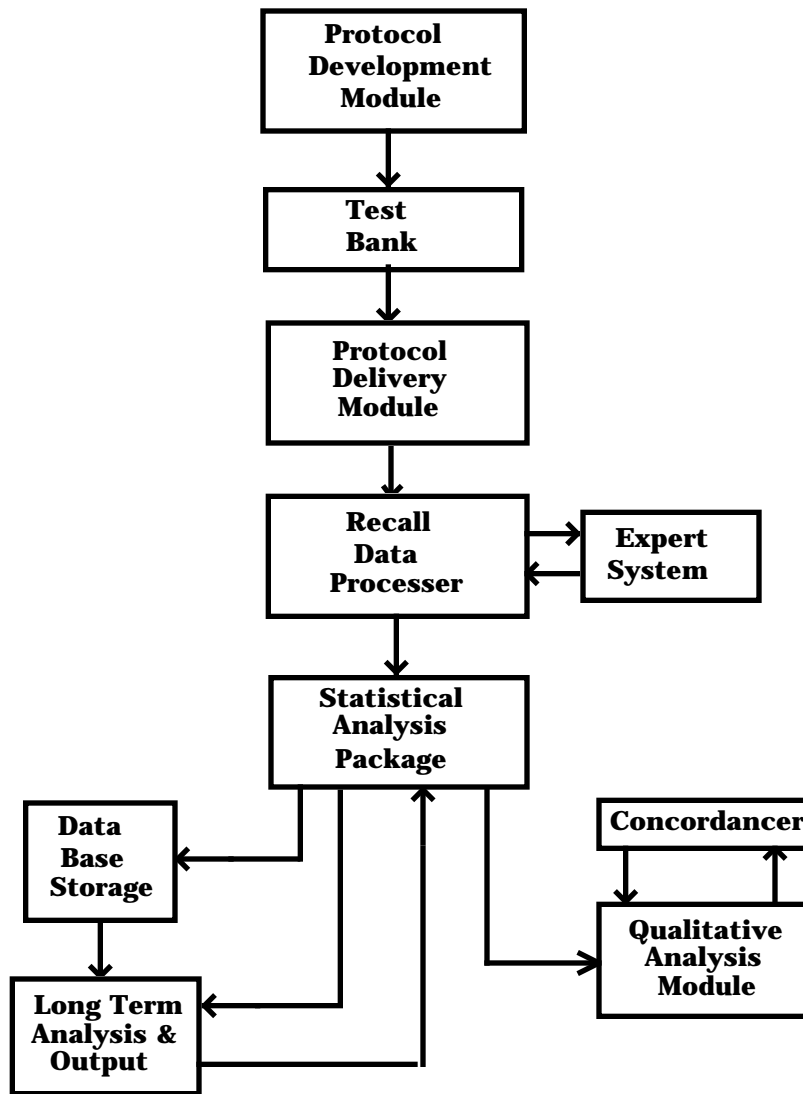 Protocol
Development
Module
Test
Bank
Protocol
Delivery
Module
Recall
Data
Processer
Expert
System
Statistical
Analysis
Package
Data
Base
Storage
Concordancer
Qualitative
Analysis
Module
Long Term
Analysis &
Output